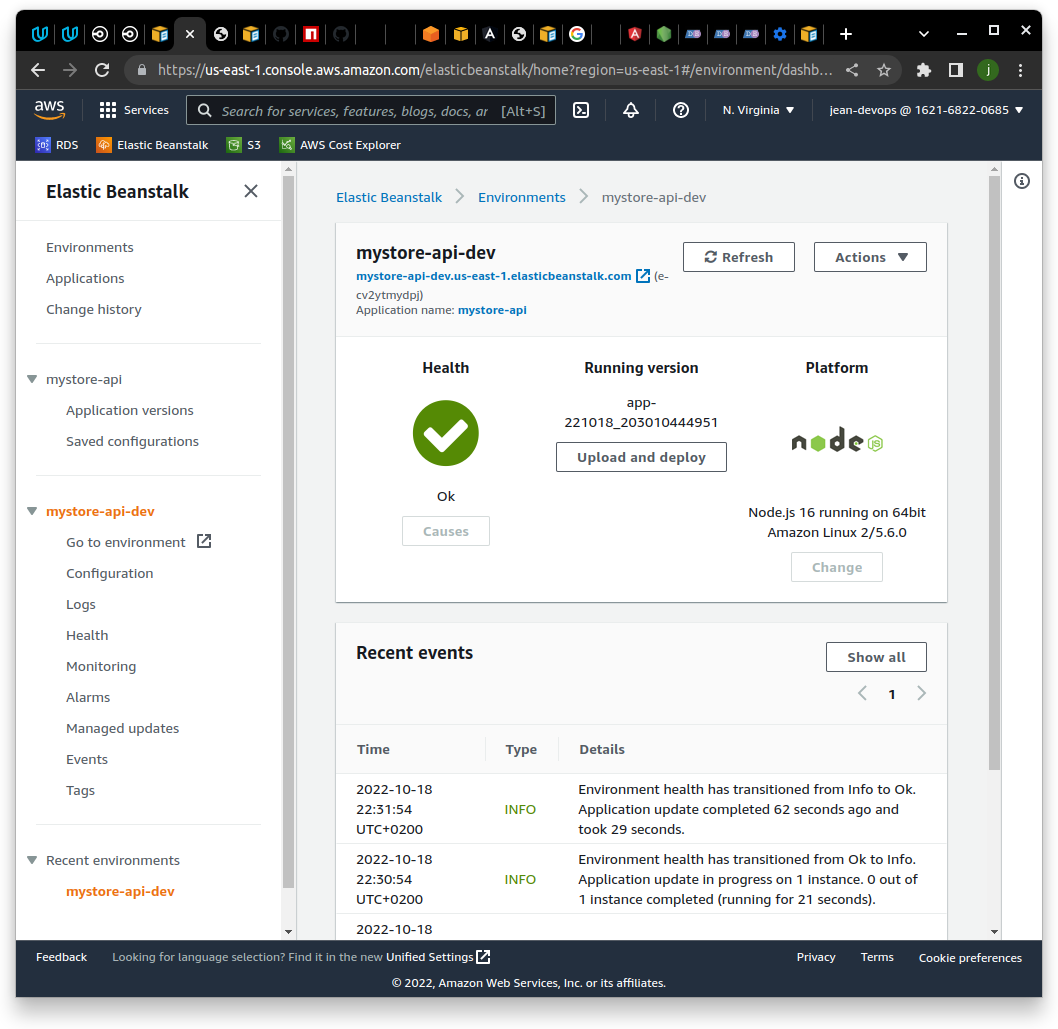 https://us-east-1.console.aws.amazon.com/elasticbeanstalk/home?region=us-east-1#/environment/dashb...
j
aws
Services
Search for services, features, blogs, docs, ar [Alt+S]
N. Virginia
jean-devops @ 1621-6822-0685
RDS
Elastic Beanstalk
S3
AWS Cost Explorer
Elastic Beanstalk
Environments
Applications
Change history
mystore-api
Application versions
Saved configurations
mystore-api-dev
Go to environment
Configuration
Logs
Health
Monitoring
Alarms
Managed updates
Events
Tags
Recent environments
mystore-api-dev
Elastic Beanstalk
Environments
mystore-api-dev
mystore-api-dev
Refresh
Actions
mystore-api-dev.us-east-1.elasticbeanstalk.com (e-
cv2ytmydpj)
Application name: mystore-api
Health
Ok
Causes
Running version
app-
221018_203010444951
Upload and deploy
Platform
node JS
Node.js 16 running on 64bit
Amazon Linux 2/5.6.0
Change
Recent events
Show all
1
Time
Type
Details
2022-10-18
22:31:54
UTC+0200
INFO
Environment health has transitioned from Info to Ok.
Application update completed 62 seconds ago and
took 29 seconds.
2022-10-18
22:30:54
UTC+0200
INFO
Environment health has transitioned from Ok to Info.
Application update in progress on 1 instance. 0 out of
1 instance completed (running for 21 seconds).
2022-10-18
Feedback
Looking for language selection? Find it in the new Unified Settings
Privacy
Terms
Cookie preferences
© 2022, Amazon Web Services, Inc. or its affiliates.